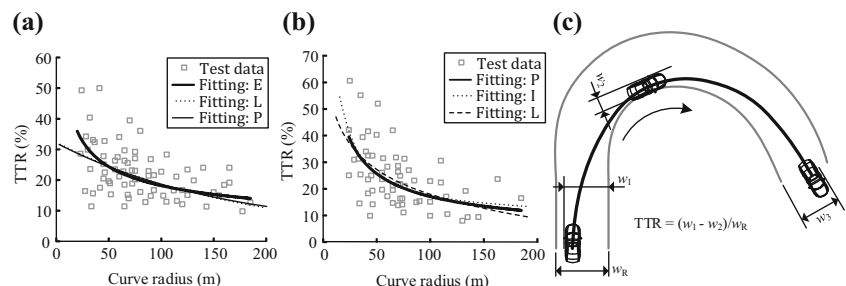 (a)
60
50
40
30
20
10
0
TTR (%)
Test data
Fitting: E
Fitting: L
Fitting: P
0 50 100 150 200
Curve radius (m)
(b)
70
60
50
40
30
20
10
0
TTR (%)
Test data
Fitting: P
Fitting: I
Fitting: L
0 50 100 150 200
Curve radius (m)
(c)
w2
w1
w3
TTR = (w1 - w2)/wR
wR